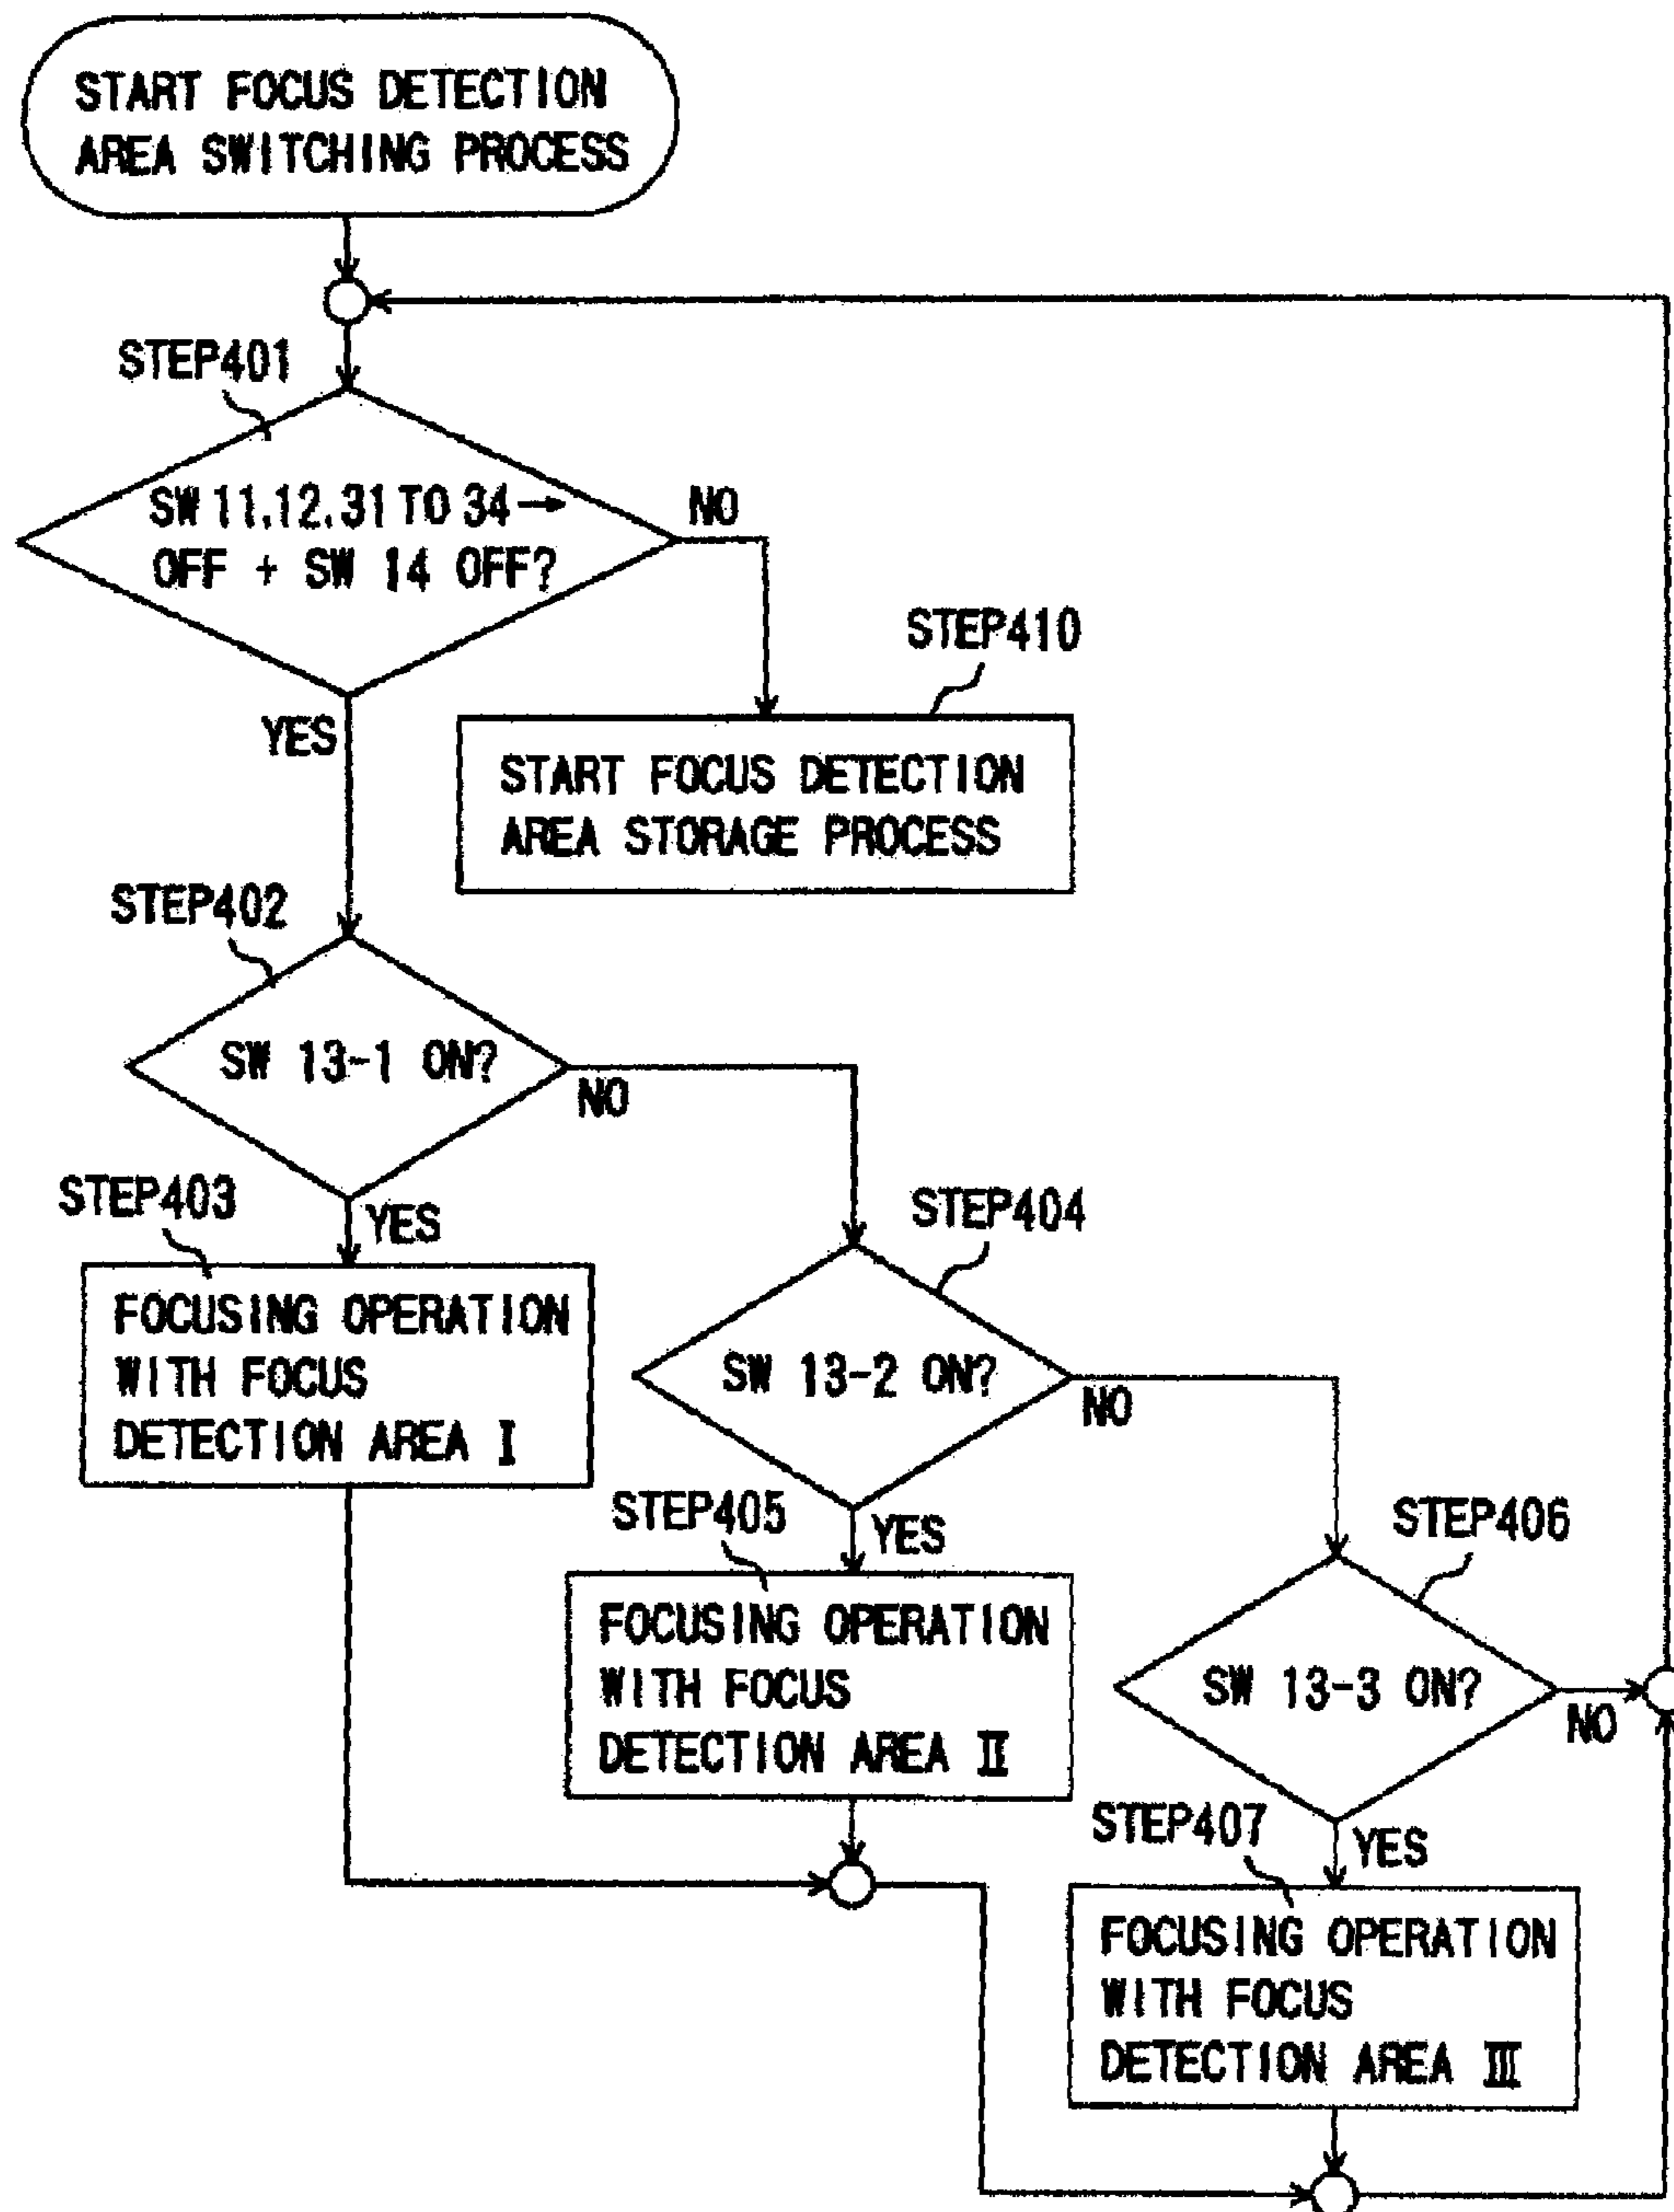 START FOCUS DETECTION
AREA SWITCHING PROCESS
STEP401
SW 11,12,31 TO 34→
OFF + SW 14 OFF?
NO
YES
STEP410
START FOCUS DETECTION
AREA STORAGE PROCESS
STEP402
SW 13-1 ON?
NO
YES
STEP403
FOCUSING OPERATION
WITH FOCUS
DETECTION AREA I
STEP404
SW 13-2 ON?
NO
YES
STEP405
FOCUSING OPERATION
WITH FOCUS
DETECTION AREA II
STEP406
SW 13-3 ON?
NO
YES
STEP407
FOCUSING OPERATION
WITH FOCUS
DETECTION AREA III